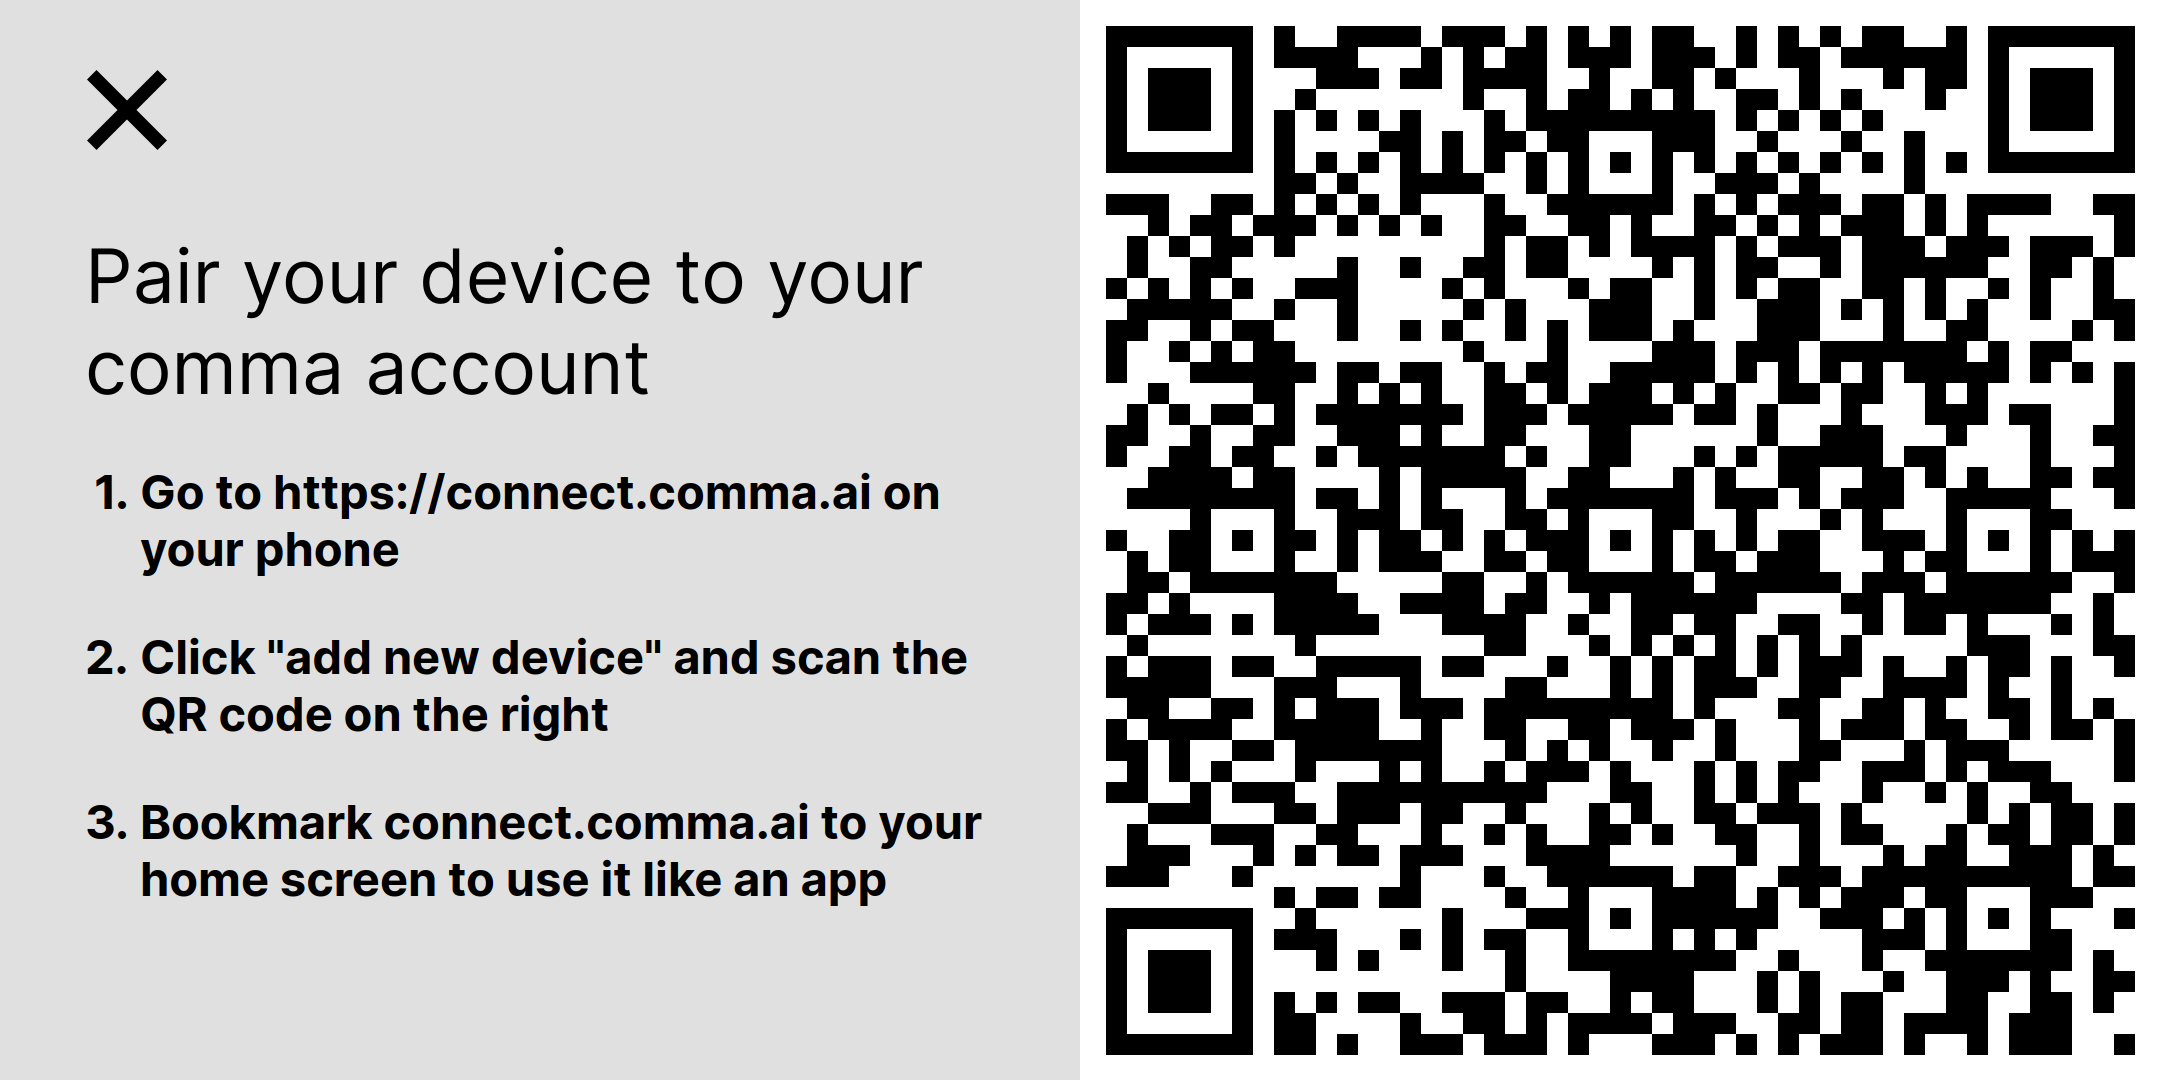 Pair your device to your
comma account
1. Go to https://connect.comma.ai on
your phone
2. Click "add new device" and scan the
QR code on the right
3. Bookmark connect.comma.ai to your
home screen to use it like an app